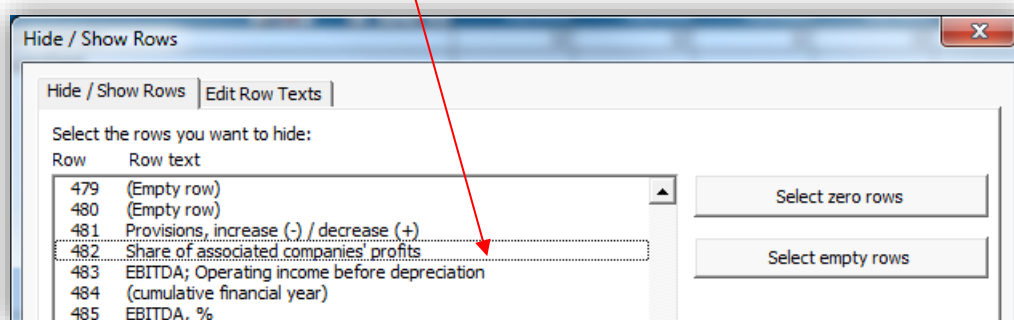 Hide / Show Rows
Hide / Show Rows Edit Row Texts
Select the rows you want to hide:
Row Row text
479 (Empty row)
480 (Empty row)
481 Provisions, increase (-) / decrease (+)
482 Share of associated companies' profits
483 EBITDA; Operating income before depreciation
484 (cumulative financial year)
485 EBITDA, %
Select zero rows
Select empty rows